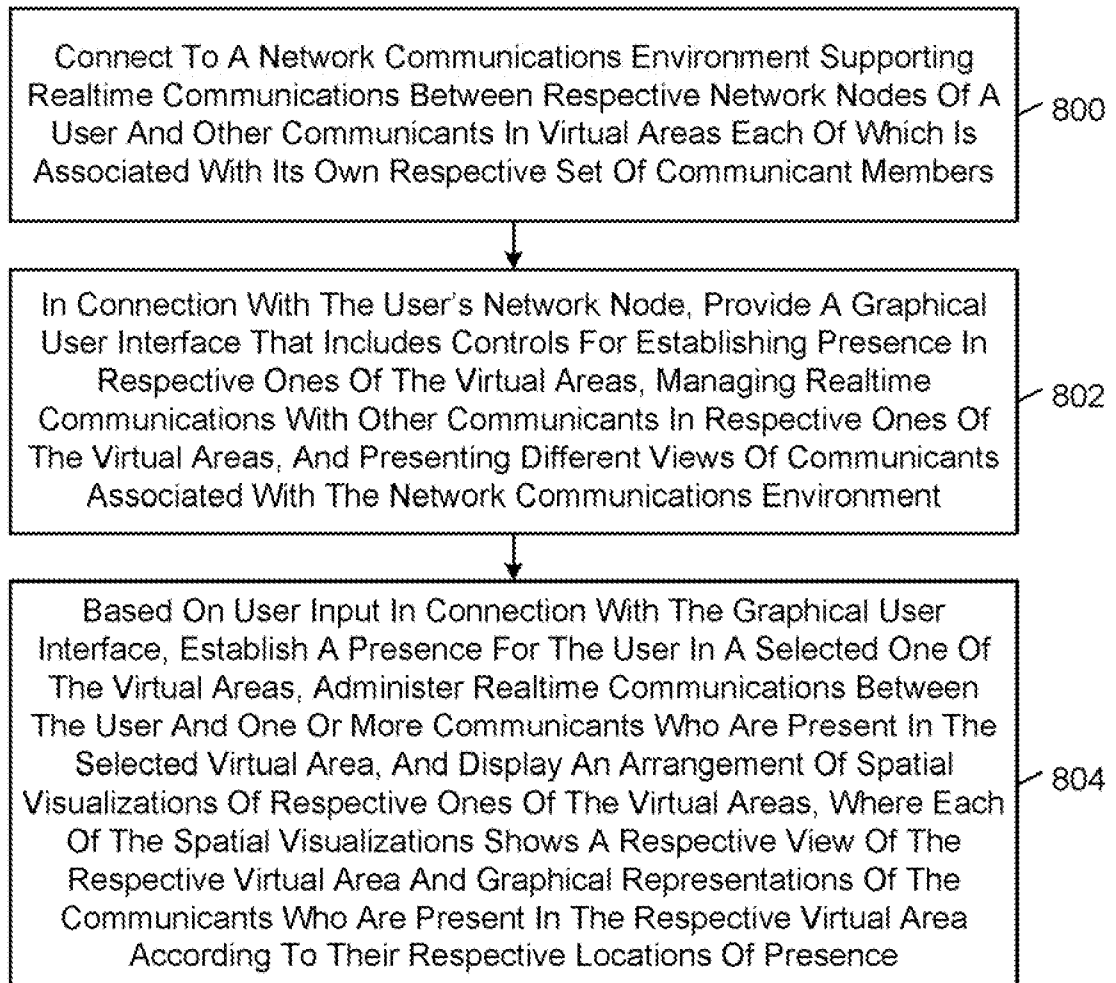 Connect To A Network Communications Environment Supporting
Realtime Communications Between Respective Network Nodes Of A
User And Other Communicants In Virtual Areas Each Of Which Is
Associated With Its Own Respective Set Of Communicant Members
800
In Connection With The User's Network Node, Provide A Graphical
User Interface That Includes Controls For Establishing Presence In
Respective Ones Of The Virtual Areas, Managing Realtime
Communications With Other Communicants In Respective Ones Of
The Virtual Areas, And Presenting Different Views Of Communicants
Associated With The Network Communications Environment
802
Based On User Input In Connection With The Graphical User
Interface, Establish A Presence For The User In A Selected One Of
The Virtual Areas, Administer Realtime Communications Between
The User And One Or More Communicants Who Are Present In The
Selected Virtual Area, And Display An Arrangement Of Spatial
Visualizations Of Respective Ones Of The Virtual Areas, Where Each
Of The Spatial Visualizations Shows A Respective View Of The
Respective Virtual Area And Graphical Representations Of The
Communicants Who Are Present In The Respective Virtual Area
According To Their Respective Locations Of Presence
804